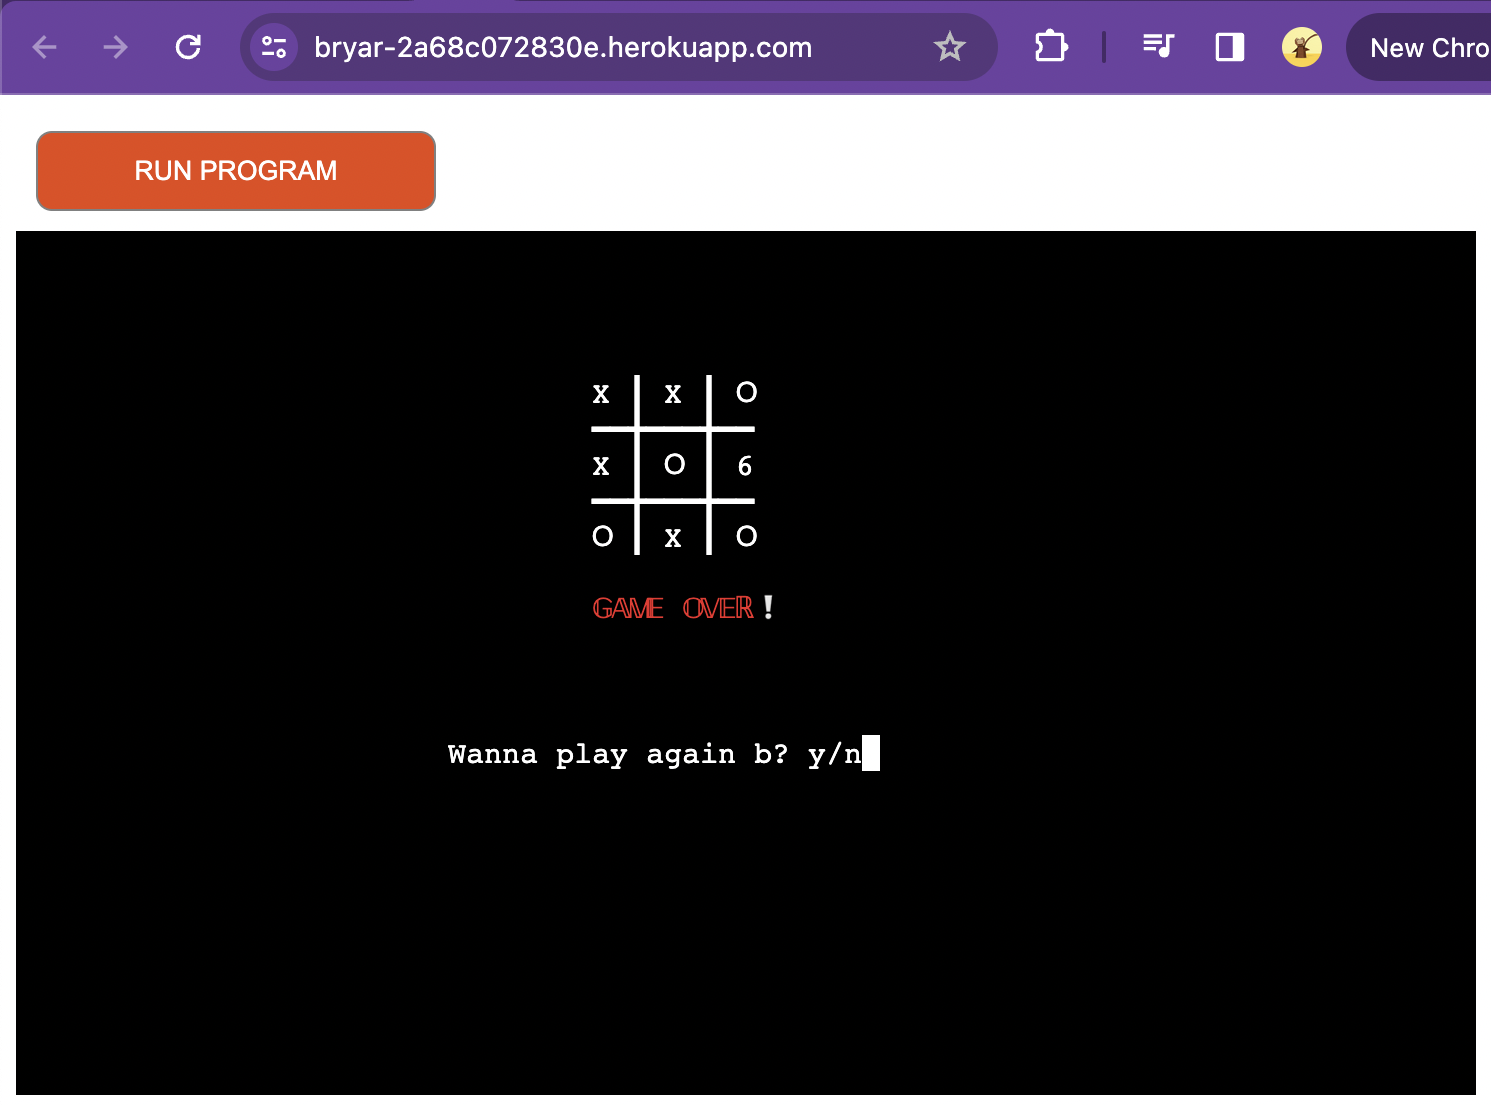 bryar-2a68c072830e.herokuapp.com New Chro
RUN PROGRAM
x x O
x O 6
O x O
𝔾𝔸𝕄𝔼 𝕆𝕍𝔼ℝ❕
Wanna play again b? y/n